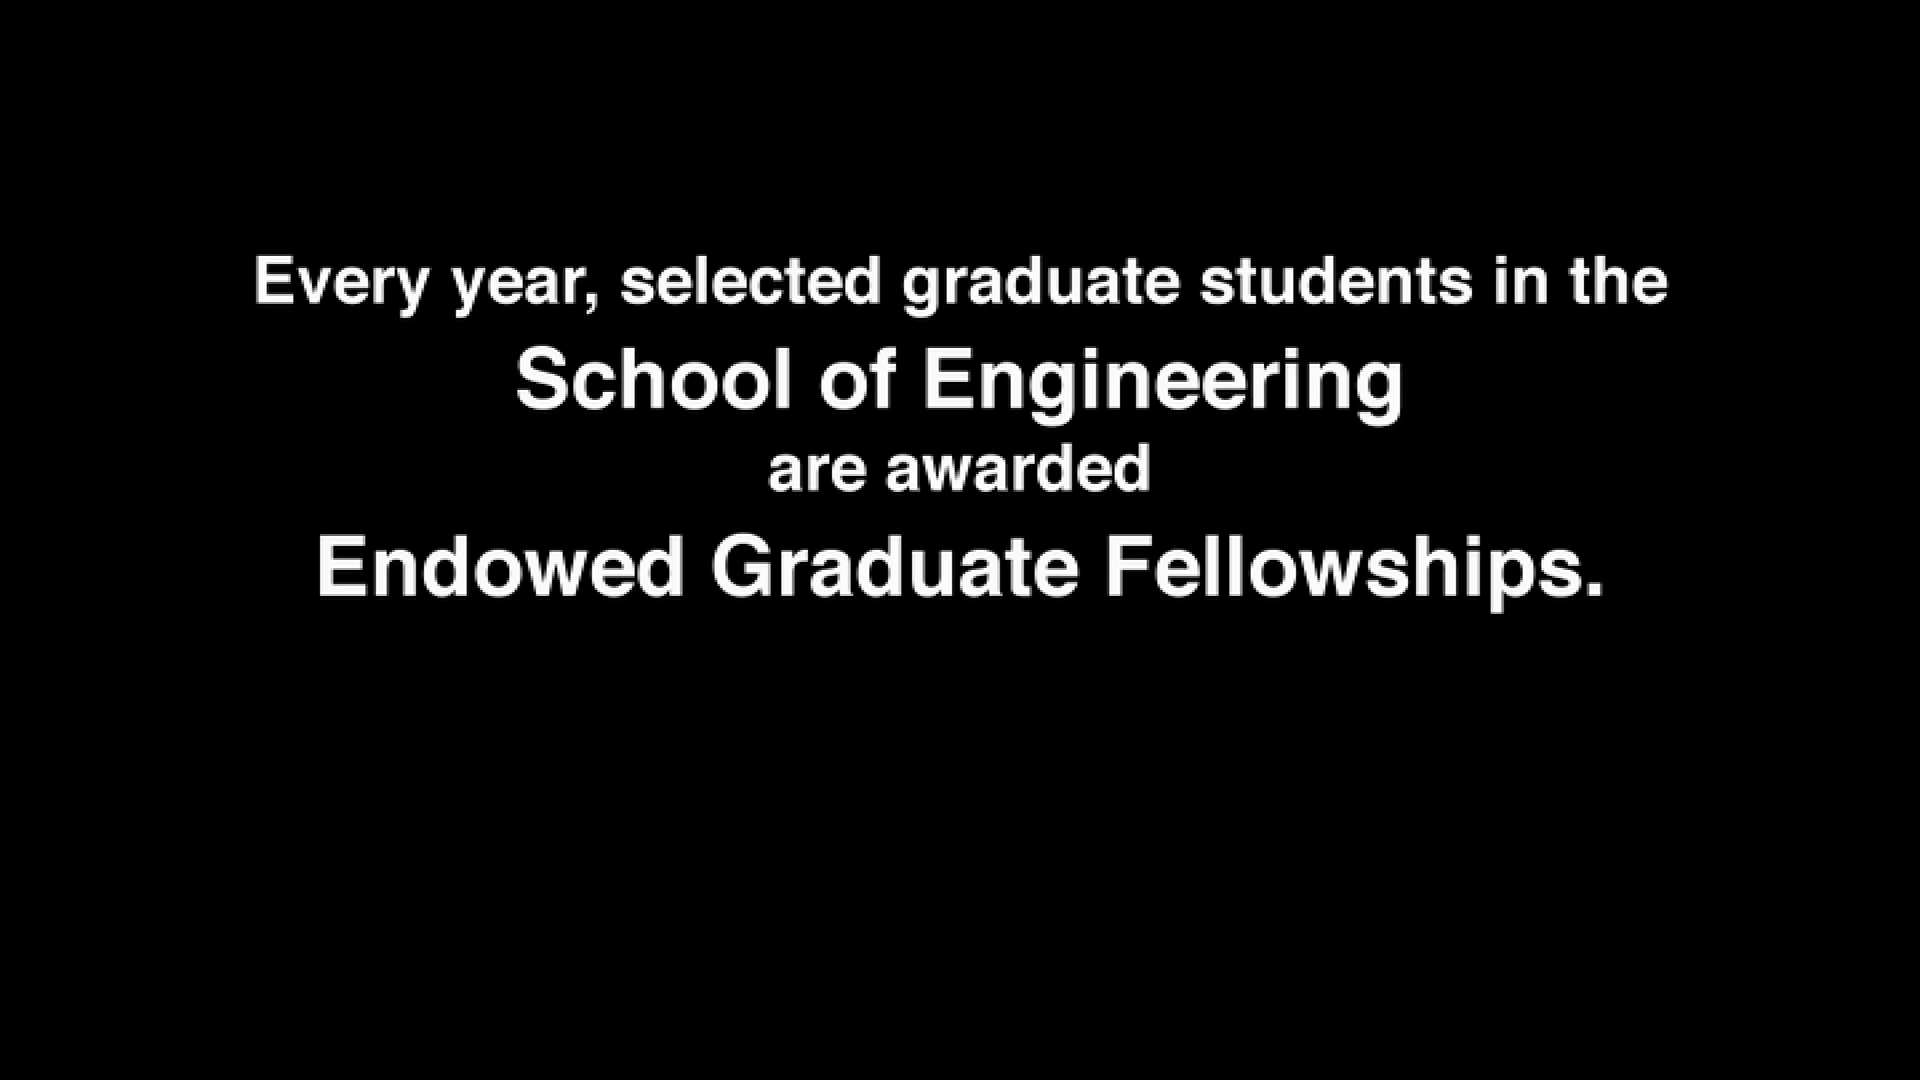 Every year, selected graduate students in the
School of Engineering
are awarded
Endowed Graduate Fellowships.